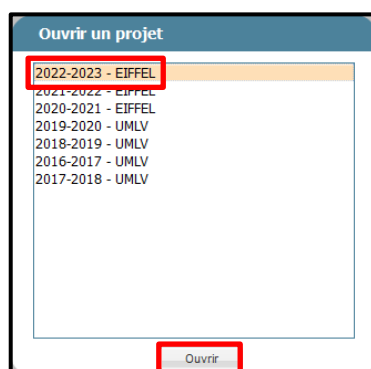 Ouvrir un projet
2022-2023 - EIFFEL
2021-2022 - EIFFEL
2020-2021 - EIFFEL
2019-2020 - UMLV
2018-2019 - UMLV
2016-2017 - UMLV
2017-2018 - UMLV
Ouvrir